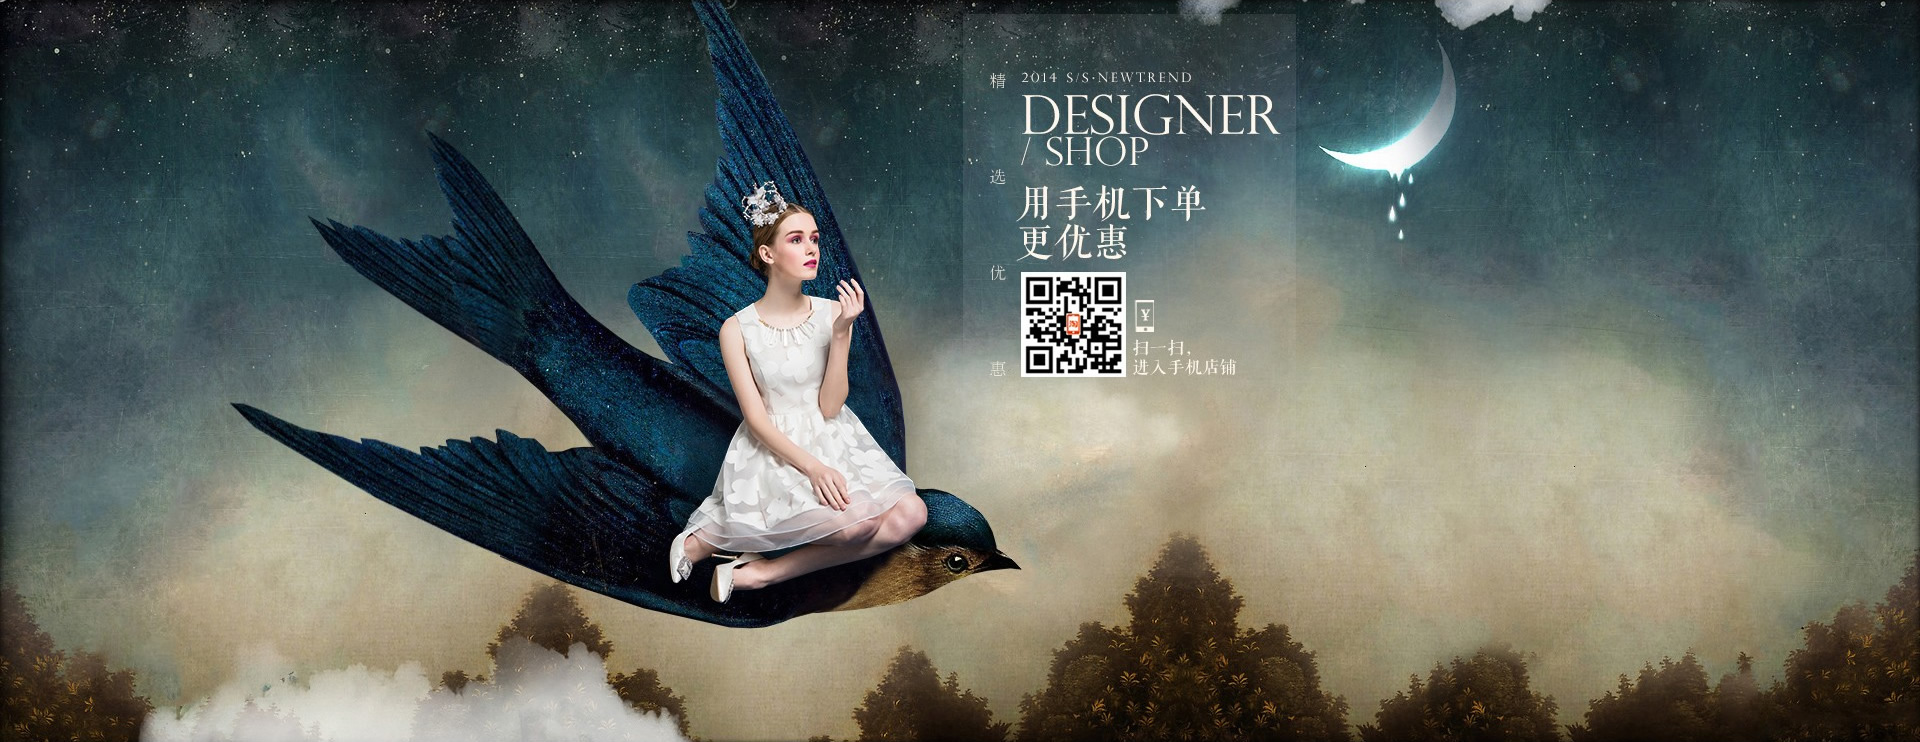 2014 S/S·NEWTREND
DESIGNER
/ SHOP
用手机下单
更优惠
精选优惠
¥
扫一扫，
进入手机店铺
淘